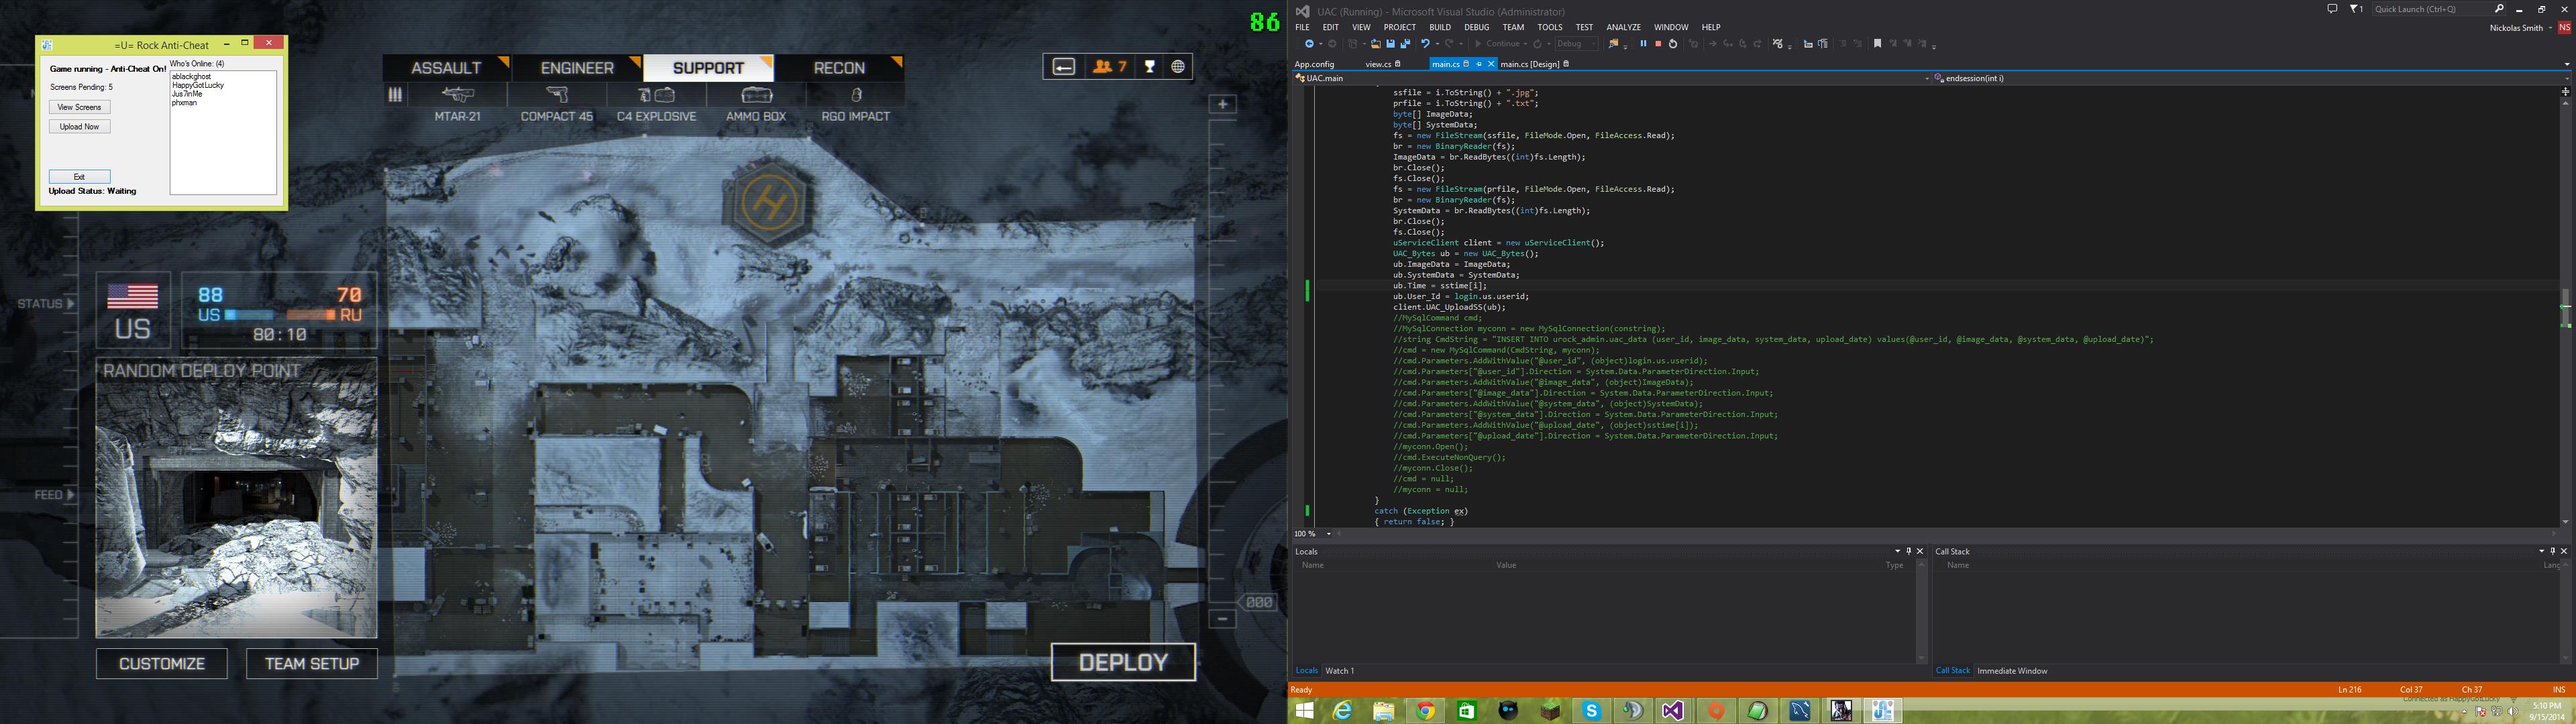 86
=U= Rock Anti-Cheat
Game running - Anti-Cheat On!
Who's Online: (4)
Screens Pending: 5
View Screens
Upload Now
Exit
Upload Status: Waiting
ablackghost
HappyGotLucky
Jus7inMe
phxman
ASSAULT
ENGINEER
SUPPORT
RECON
7
MTAR-21
COMPACT 45
C4 EXPLOSIVE
AMMO BOX
RGO IMPACT
H
STATUS
US
88
70
US
RU
80:10
RANDOM DEPLOY POINT
FEED
000
CUSTOMIZE
TEAM SETUP
DEPLOY
UAC (Running) - Microsoft Visual Studio (Administrator)
1
Quick Launch (Ctrl+Q)
FILE EDIT VIEW PROJECT BUILD DEBUG TEAM TOOLS TEST ANALYZE WINDOW HELP
Nickolas Smith
NS
Continue
Debug
App.config view.cs main.cs main.cs [Design]
UAC.main
endsession(int i)
ssfile = i.ToString() + ".jpg";
prfile = i.ToString() + ".txt";
byte[] ImageData;
byte[] SystemData;
fs = new FileStream(ssfile, FileMode.Open, FileAccess.Read);
br = new BinaryReader(fs);
ImageData = br.ReadBytes((int)fs.Length);
br.Close();
fs.Close();
fs = new FileStream(prfile, FileMode.Open, FileAccess.Read);
br = new BinaryReader(fs);
SystemData = br.ReadBytes((int)fs.Length);
br.Close();
fs.Close();
uServiceClient client = new uServiceClient();
UAC_Bytes ub = new UAC_Bytes();
ub.ImageData = ImageData;
ub.SystemData = SystemData;
ub.Time = sstime[i];
ub.User_Id = login.us.userid;
client.UAC_UploadSS(ub);
//MySqlCommand cmd;
//MySqlConnection myconn = new MySqlConnection(constring);
//string CmdString = "INSERT INTO urock_admin.uac_data (user_id, image_data, system_data, upload_date) values(@user_id, @image_data, @system_data, @upload_date)";
//cmd = new MySqlCommand(CmdString, myconn);
//cmd.Parameters.AddWithValue("@user_id", (object)login.us.userid);
//cmd.Parameters["@user_id"].Direction = System.Data.ParameterDirection.Input;
//cmd.Parameters.AddWithValue("@image_data", (object)ImageData);
//cmd.Parameters["@image_data"].Direction = System.Data.ParameterDirection.Input;
//cmd.Parameters.AddWithValue("@system_data", (object)SystemData);
//cmd.Parameters["@system_data"].Direction = System.Data.ParameterDirection.Input;
//cmd.Parameters.AddWithValue("@upload_date", (object)sstime[i]);
//cmd.Parameters["@upload_date"].Direction = System.Data.ParameterDirection.Input;
//myconn.Open();
//cmd.ExecuteNonQuery();
//myconn.Close();
//cmd = null;
//myconn = null;
}
catch (Exception ex)
{ return false; }
100 %
Locals
Name Value Type
Call Stack
Name Lang
Locals Watch 1
Call Stack Immediate Window
Ready
Ln 216 Col 37 Ch 37 INS
Connected as HappyGotLucky
5:10 PM
9/15/2014